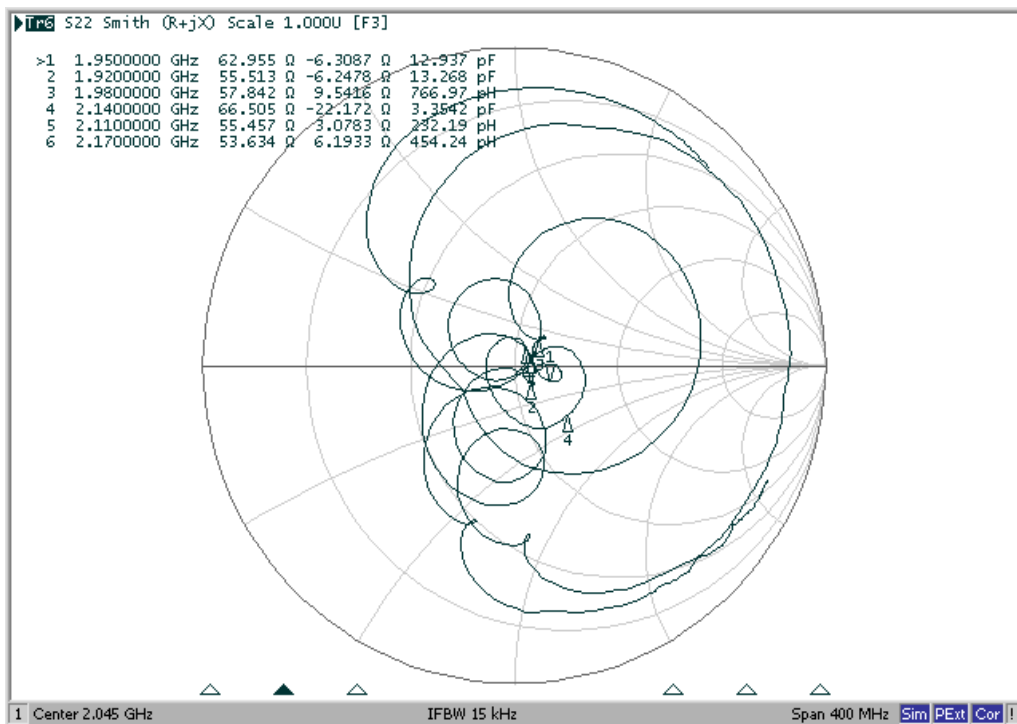 Tr6 S22 Smith (R+jX) Scale 1.000U [F3]
>1 1.9500000 GHz 62.955 Ω -6.3087 Ω 12.937 pF
2 1.9200000 GHz 55.513 Ω -6.2478 Ω 13.268 pF
3 1.9800000 GHz 57.842 Ω 9.5416 Ω 766.97 pH
4 2.1400000 GHz 66.505 Ω -22.172 Ω 3.3542 pF
5 2.1100000 GHz 55.457 Ω 3.0783 Ω 232.19 pH
6 2.1700000 GHz 53.634 Ω 6.1933 Ω 454.24 pH
1
2
4
1 Center 2.045 GHz IFBW 15 kHz Span 400 MHz Sim PExt Cor !